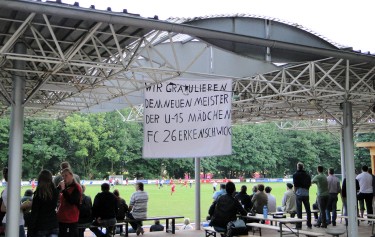 WIR GRATULIEREN
DEM NEUEN MEISTER
DER U-15 MÄDCHEN
FC 26 ERKENSCHWICK